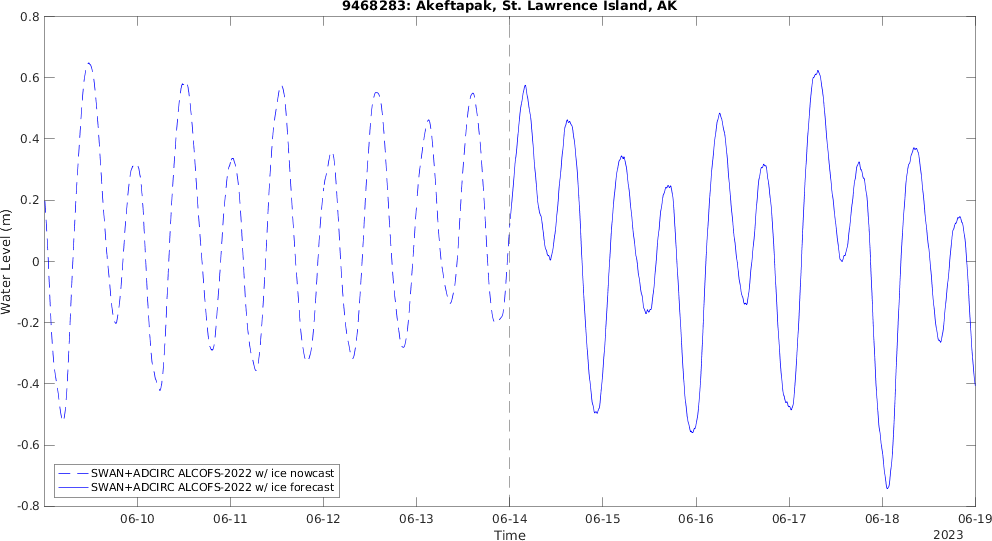 9468283: Akeftapak, St. Lawrence Island, AK
Water Level (m)
0.8
0.6
0.4
0.2
0
-0.2
-0.4
-0.6
-0.8
SWAN+ADCIRC ALCOFS-2022 w/ ice nowcast
SWAN+ADCIRC ALCOFS-2022 w/ ice forecast
06-10 06-11 06-12 06-13 06-14 06-15 06-16 06-17 06-18 06-19
Time
2023